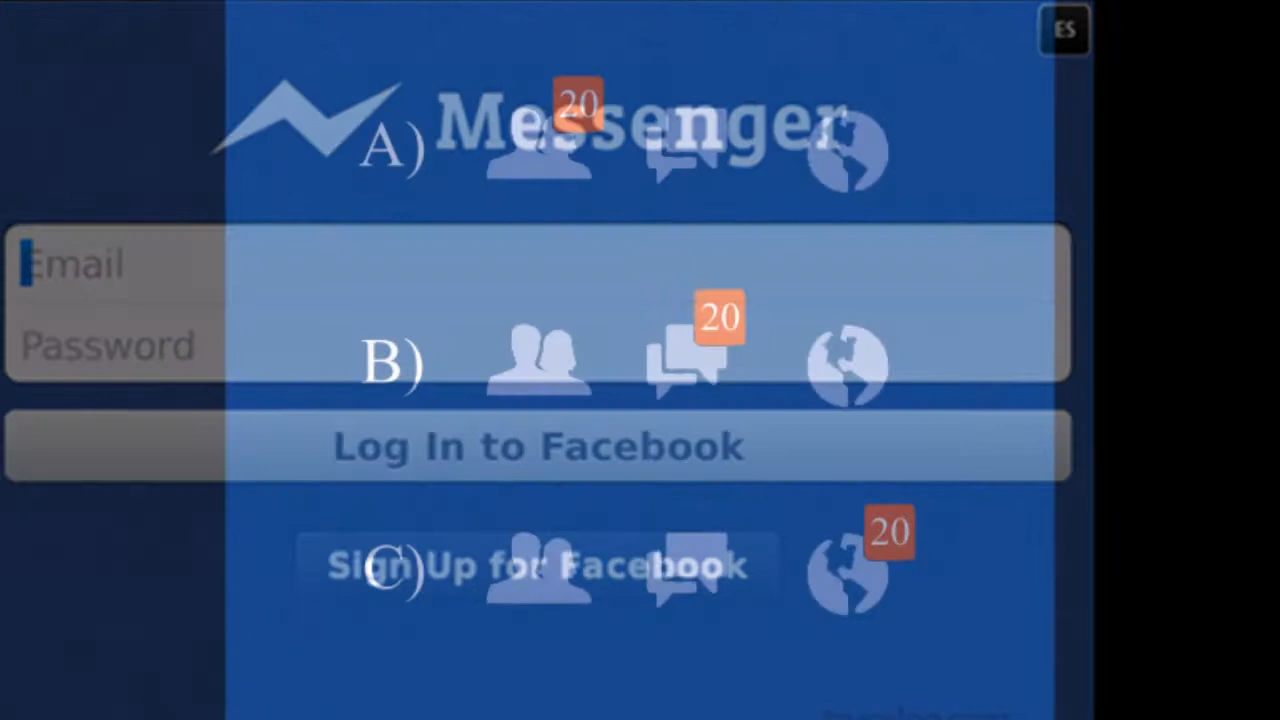 ES
Messenger
A) 20
Email
Password
B) 20
Log In to Facebook
Sign Up for Facebook
C) 20